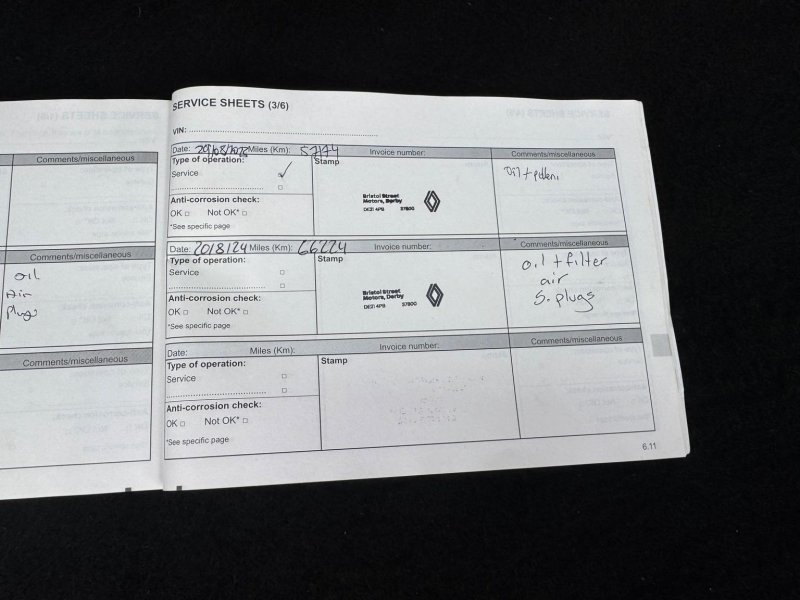 Comments/miscellaneous
Comments/miscellaneous
oil
Air
plugs
Comments/miscellaneous
SERVICE SHEETS (3/6)
VIN:
Date: 20/08/2023 Miles (Km): 57174
Invoice number:
Comments/miscellaneous
Type of operation:
Stamp
Service ✓
Oil + pollen
Bristol Street
Motors, Derby
DE21 4PB 37800
Anti-corrosion check:
OK □ Not OK* □
*See specific page
Date: 20/8/24 Miles (Km): 66224
Invoice number:
Comments/miscellaneous
Type of operation:
Stamp
Service □
oil + filter
air
S. plugs
Bristol Street
Motors, Derby
DE21 4PB 37800
Anti-corrosion check:
OK □ Not OK* □
*See specific page
Date: Miles (Km):
Invoice number:
Comments/miscellaneous
Type of operation:
Stamp
Service □
Anti-corrosion check:
OK □ Not OK* □
*See specific page
6.11